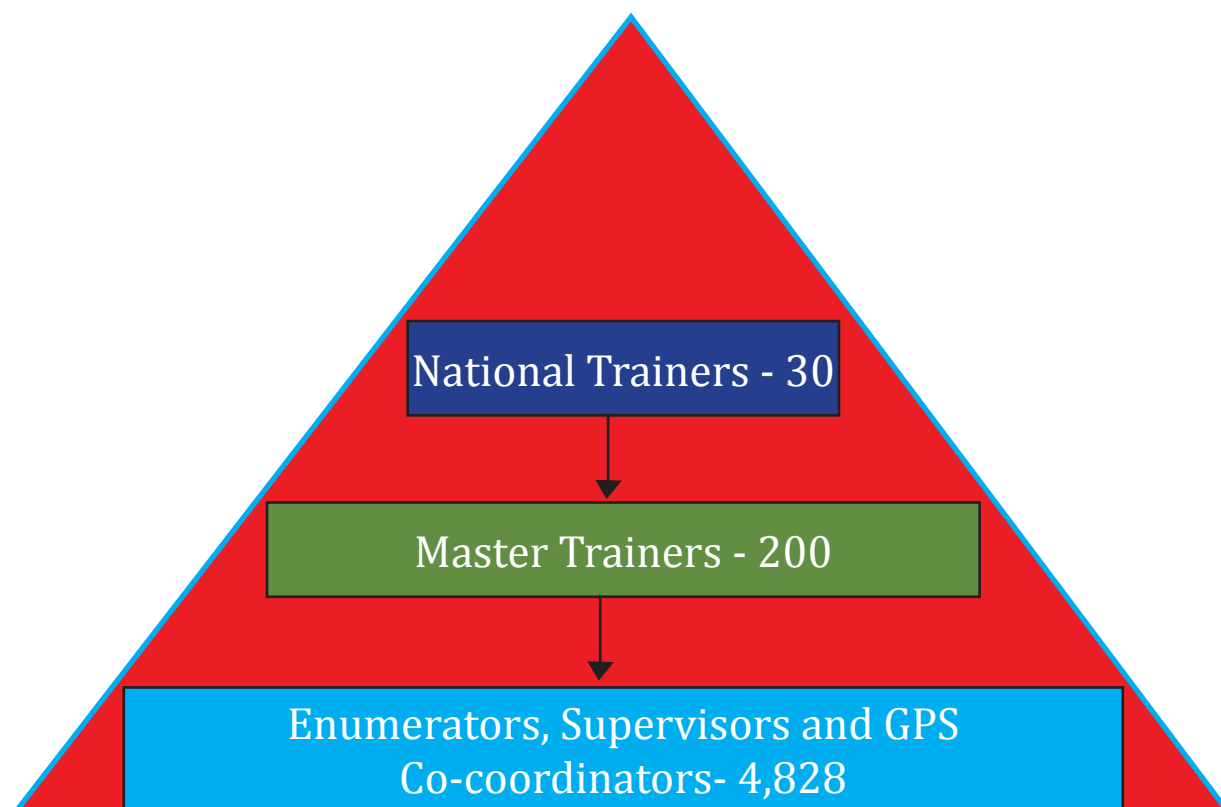 National Trainers - 30
Master Trainers - 200
Enumerators, Supervisors and GPS
Co-coordinators- 4,828